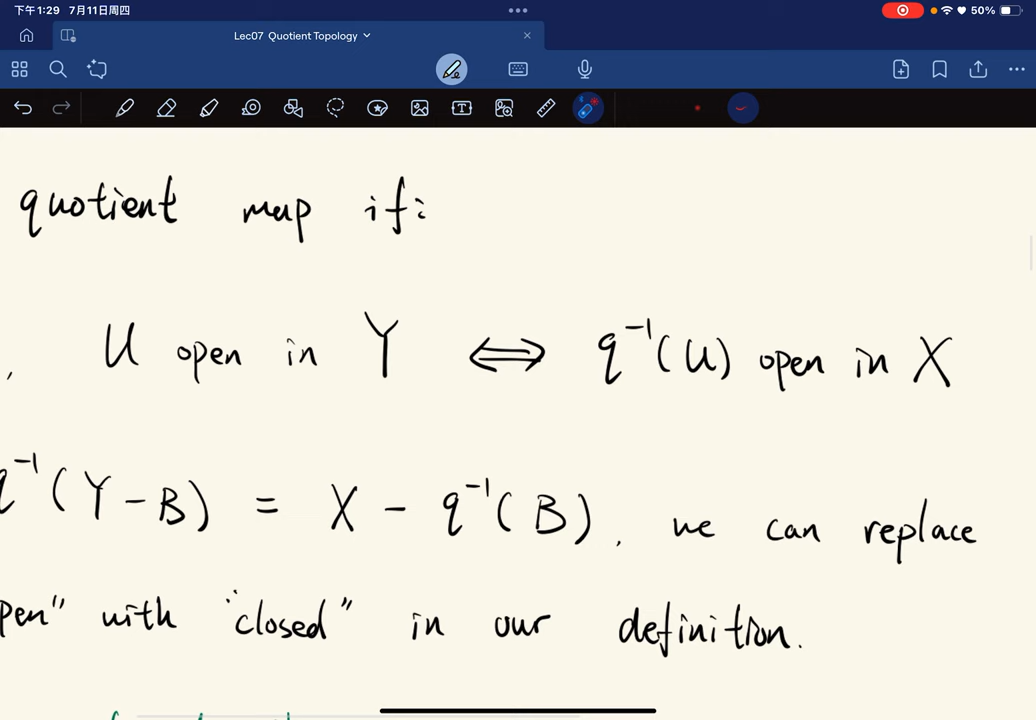 下午1:29 7月11日周四
50%
Lec07 Quotient Topology
quotient map if:
, U open in Y ⟺ q⁻¹(U) open in X
q⁻¹(Y-B) = X - q⁻¹(B), we can replace
pen" with "closed" in our definition.